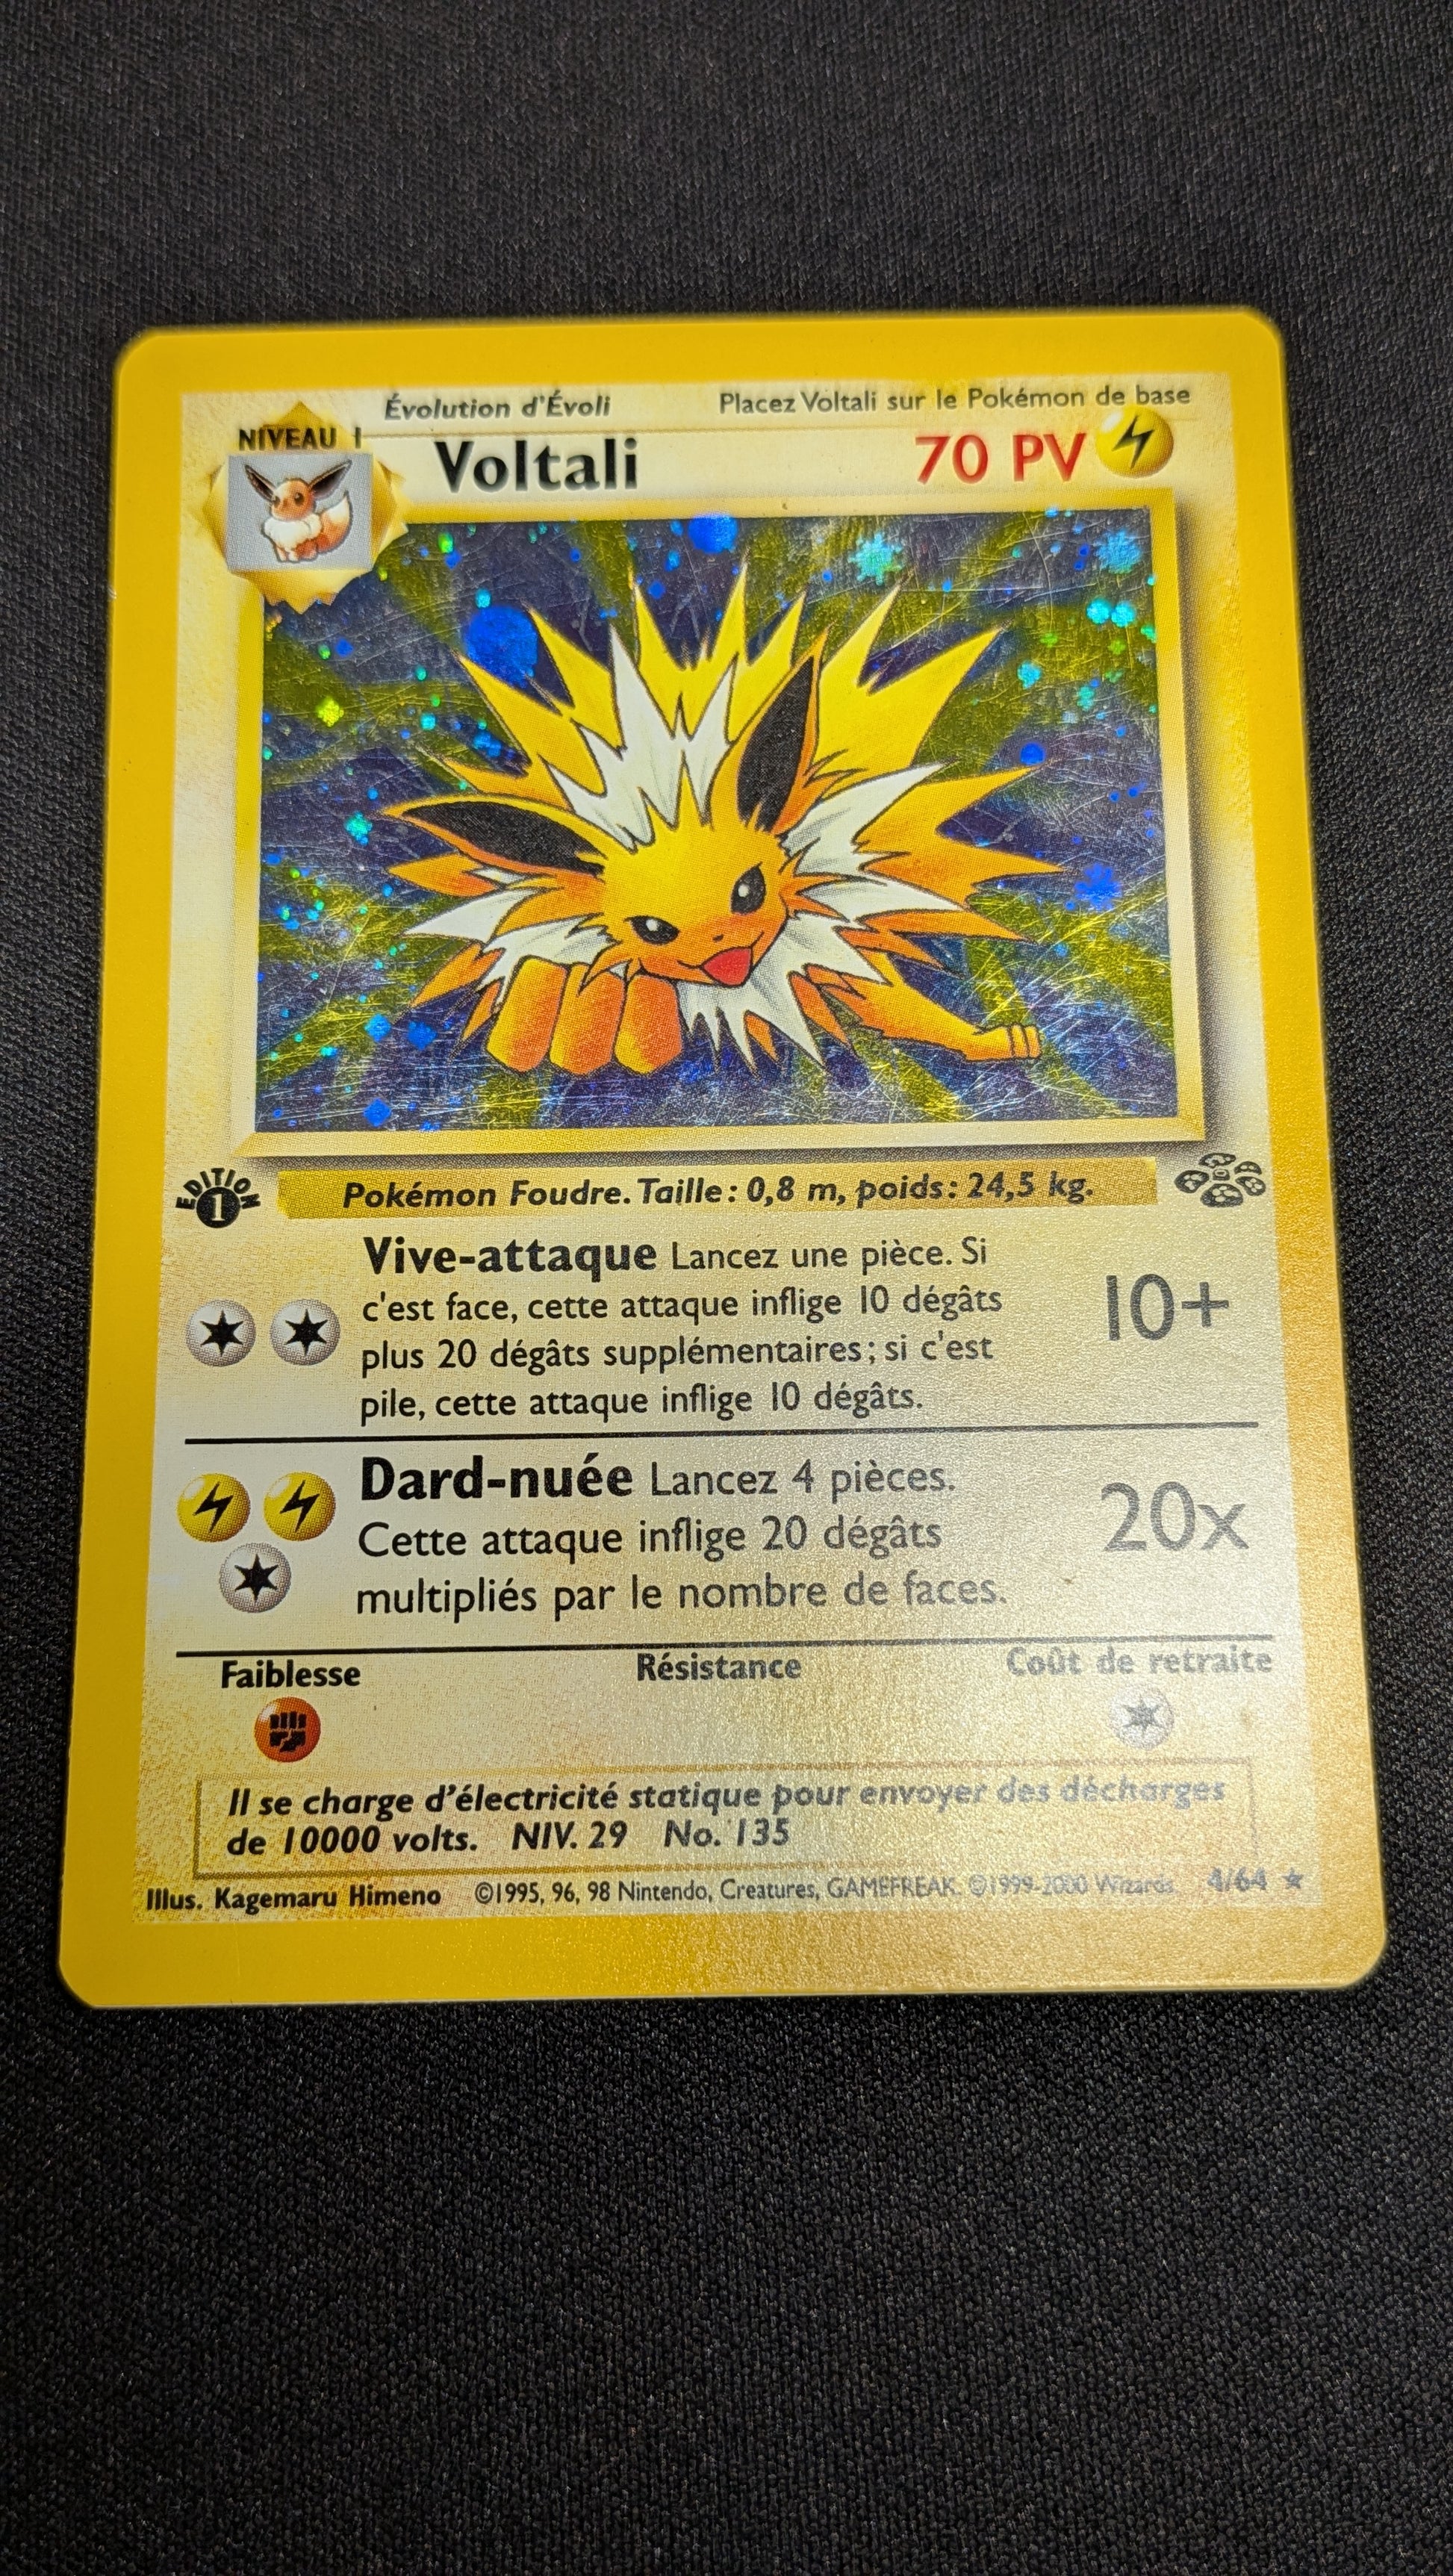 Évolution d'Évoli
Placez Voltali sur le Pokémon de base
NIVEAU 1
Voltali
70 PV
EDITION
1
Pokémon Foudre. Taille: 0,8 m, poids: 24,5 kg.
Vive-attaque Lancez une pièce. Si
c'est face, cette attaque inflige 10 dégâts
plus 20 dégâts supplémentaires; si c'est
pile, cette attaque inflige 10 dégâts.
10+
Dard-nuée Lancez 4 pièces.
Cette attaque inflige 20 dégâts
multipliés par le nombre de faces.
20x
Faiblesse
Résistance
Coût de retraite
Il se charge d'électricité statique pour envoyer des décharges
de 10000 volts. NIV. 29 No. 135
Illus. Kagemaru Himeno ©1995, 96, 98 Nintendo, Creatures, GAMEFREAK. ©1999-2000 Wizards 4/64 ★